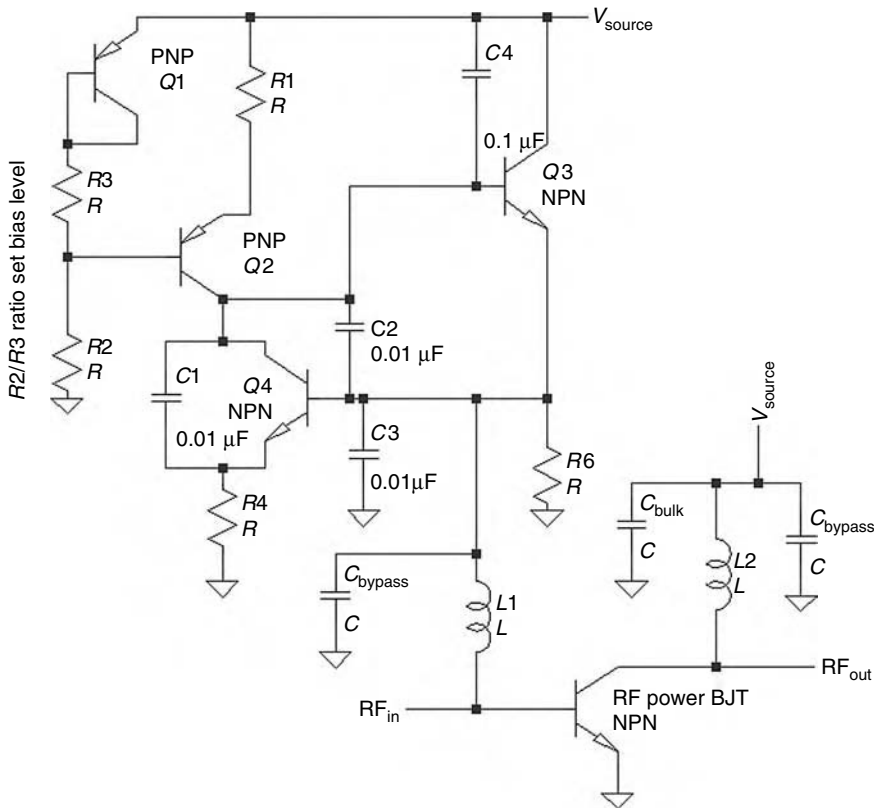 V_source
PNP
Q1
R1
R
C4
0.1 µF
Q3
NPN
R2/R3 ratio set bias level
R3
R
PNP
Q2
R2
R
C1
0.01 µF
Q4
NPN
C2
0.01 µF
C3
0.01µF
R4
R
R6
R
V_source
C_bulk
C
L2
L
C_bypass
C
C_bypass
C
L1
L
RF_in
RF_out
RF power BJT
NPN